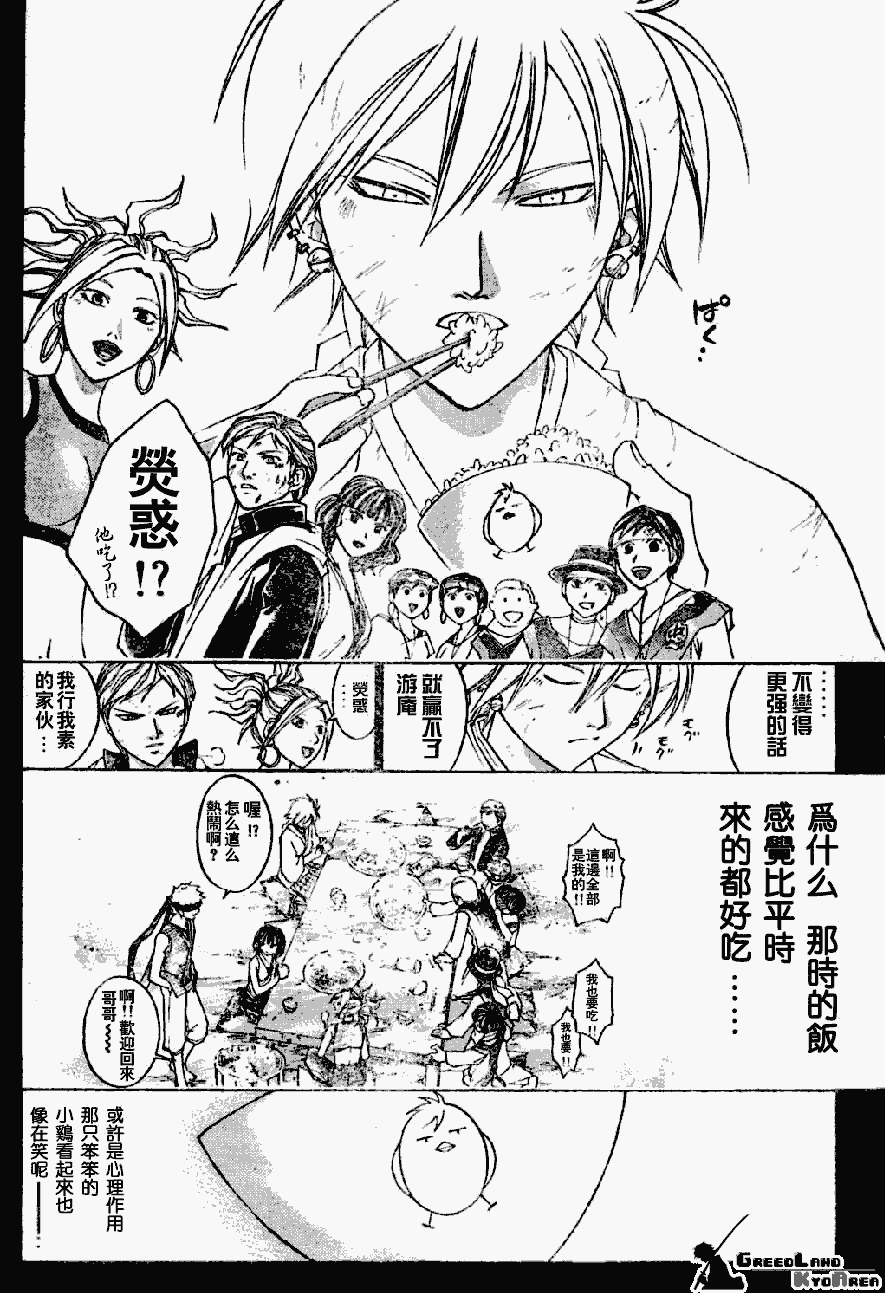 ぱく..
熒惑!?
他吃了!?
……
不變得
更强的話
就贏不了
游庵
もぐ
もぐ
熒惑
……
我行我素
的家伙…
爲什么 那時的飯
感覺比平時
來的都好吃……
啊!!
這邊全部
是我的!!
喔!?
怎么這么
熱鬧啊?
我也要吃!!
我也要!!
啊!!歡迎回來
哥哥~~
或許是心理作用
那只笨笨的
小鷄看起來也
像在笑呢——.
GREEDLAND
KYOAREA